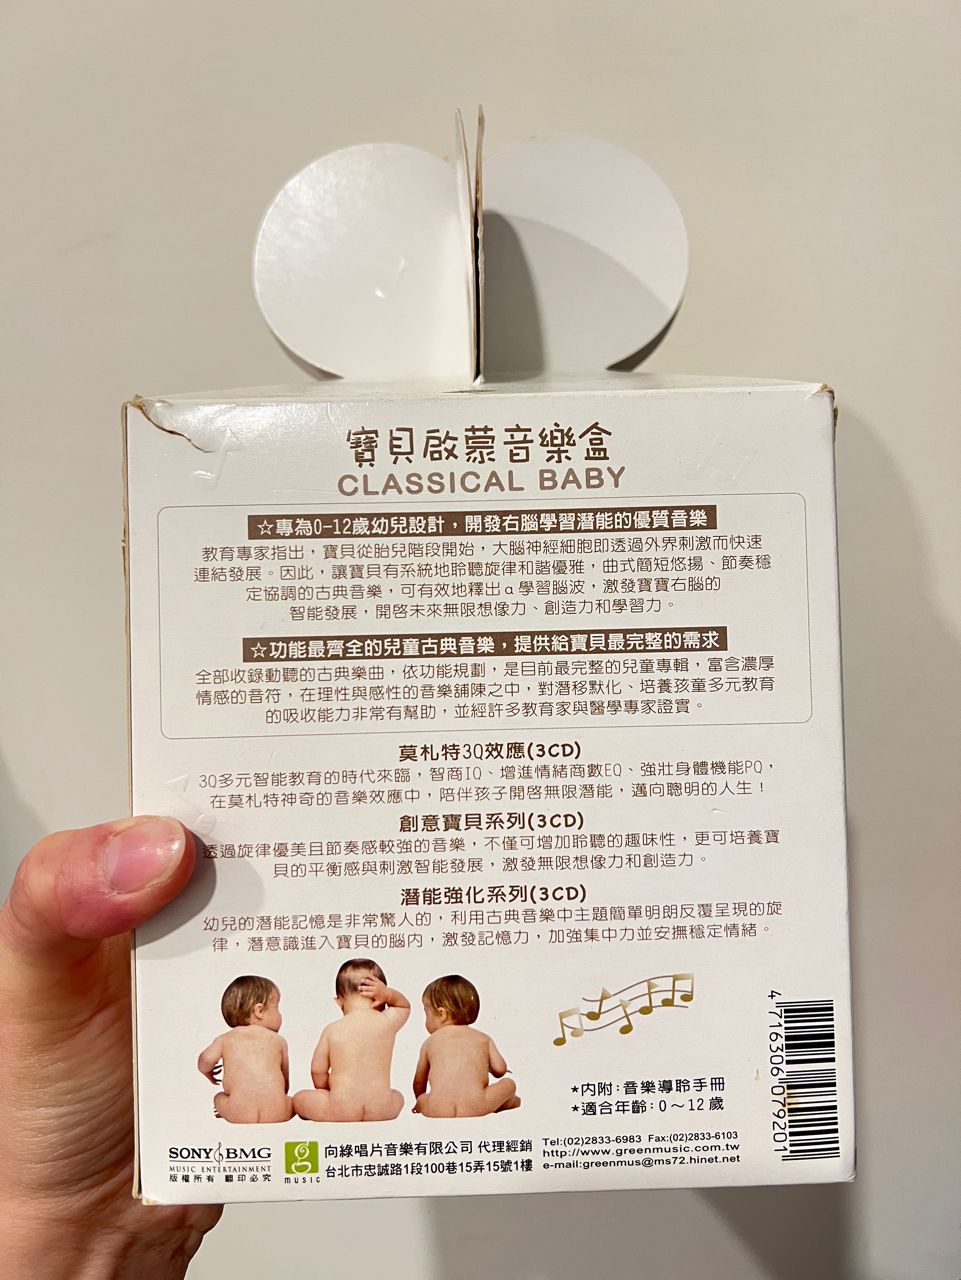 寶貝啟蒙音樂盒
CLASSICAL BABY
☆專為0-12歲幼兒設計，開發右腦學習潛能的優質音樂
教育專家指出，寶貝從胎兒階段開始，大腦神經細胞即透過外界刺激而快速
連結發展。因此，讓寶貝有系統地聆聽旋律和諧優雅，曲式簡短悠揚、節奏穩
定協調的古典音樂，可有效地釋出α學習腦波，激發寶寶右腦的
智能發展，開啓未來無限想像力、創造力和學習力。
☆功能最齊全的兒童古典音樂，提供給寶貝最完整的需求
全部收錄動聽的古典樂曲，依功能規劃，是目前最完整的兒童專輯，富含濃厚
情感的音符，在理性與感性的音樂舖陳之中，對潛移默化、培養孩童多元教育
的吸收能力非常有幫助，並經許多教育家與醫學專家證實。
莫札特3Q效應(3CD)
3Q多元智能教育的時代來臨，智商IQ、增進情緒商數EQ、強壯身體機能PQ，
在莫札特神奇的音樂效應中，陪伴孩子開啓無限潛能，邁向聰明的人生！
創意寶貝系列(3CD)
透過旋律優美且節奏感較強的音樂，不僅可增加聆聽的趣味性，更可培養寶
貝的平衡感與刺激智能發展，激發無限想像力和創造力。
潛能強化系列(3CD)
幼兒的潛能記憶是非常驚人的，利用古典音樂中主題簡單明朗反覆呈現的旋
律，潛意識進入寶貝的腦內，激發記憶力，加強集中力並安撫穩定情緒。
*內附：音樂導聆手冊
*適合年齡：0～12歲
4 716306 079201
SONY BMG
MUSIC ENTERTAINMENT
版權所有 翻印必究
g
music
向綠唱片音樂有限公司 代理經銷
台北市忠誠路1段100巷15弄15號1樓
Tel:(02)2833-6983 Fax:(02)2833-6103
http://www.greenmusic.com.tw
e-mail:greenmus@ms72.hinet.net